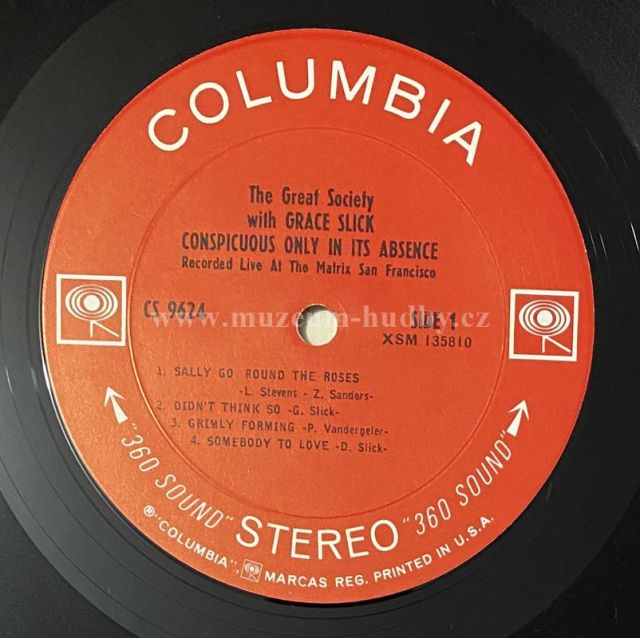 COLUMBIA
The Great Society
with GRACE SLICK
CONSPICUOUS ONLY IN ITS ABSENCE
Recorded Live At The Matrix San Francisco
CS 9624
SIDE 1
XSM 135810
www.muzeum-hudby.cz
1. SALLY GO ROUND THE ROSES
-L. Stevens - Z. Sanders-
2. DIDN'T THINK SO -G. Slick-
3. GRIMLY FORMING -P. Vandergeler-
4. SOMEBODY TO LOVE -D. Slick-
"360 SOUND" STEREO "360 SOUND"
℗ "COLUMBIA", MARCAS REG. PRINTED IN U.S.A.